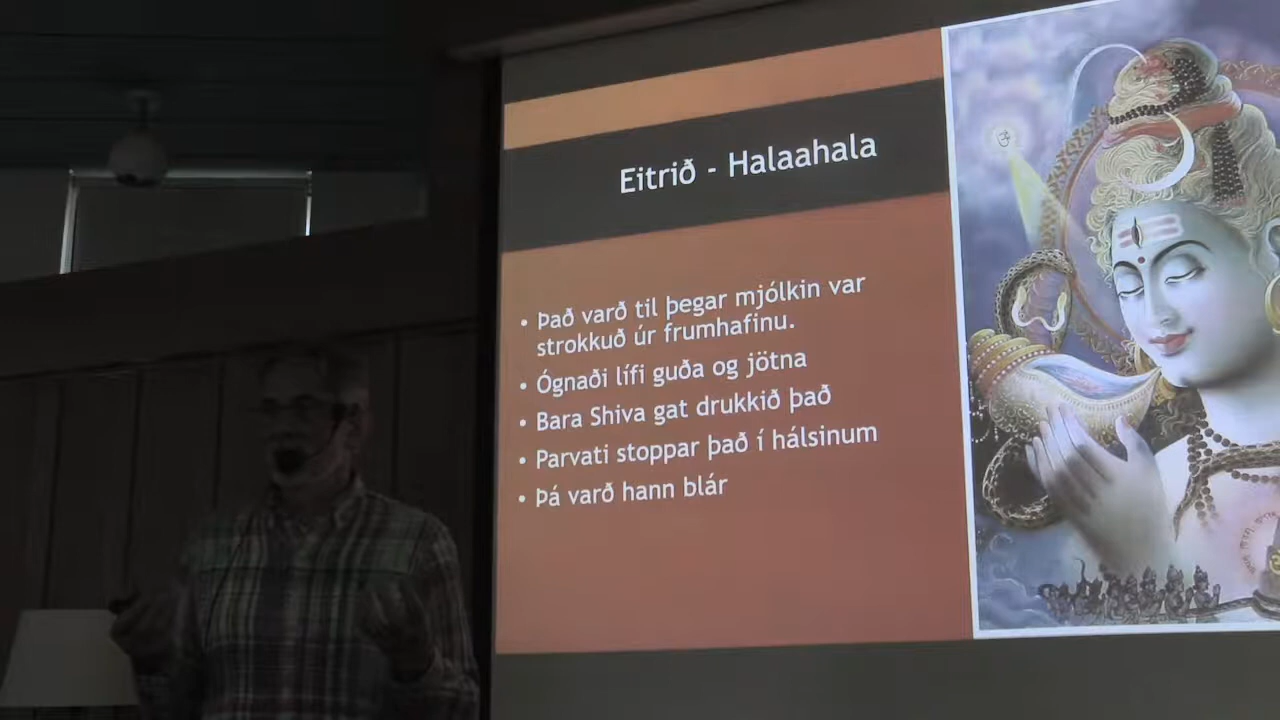 Eitrið - Halaahala
• Það varð til þegar mjólkin var
strokkuð úr frumhafinu.
• Ógnaði lífi guða og jötna
• Bara Shiva gat drukkið það
• Parvati stoppar það í hálsinum
• Þá varð hann blár